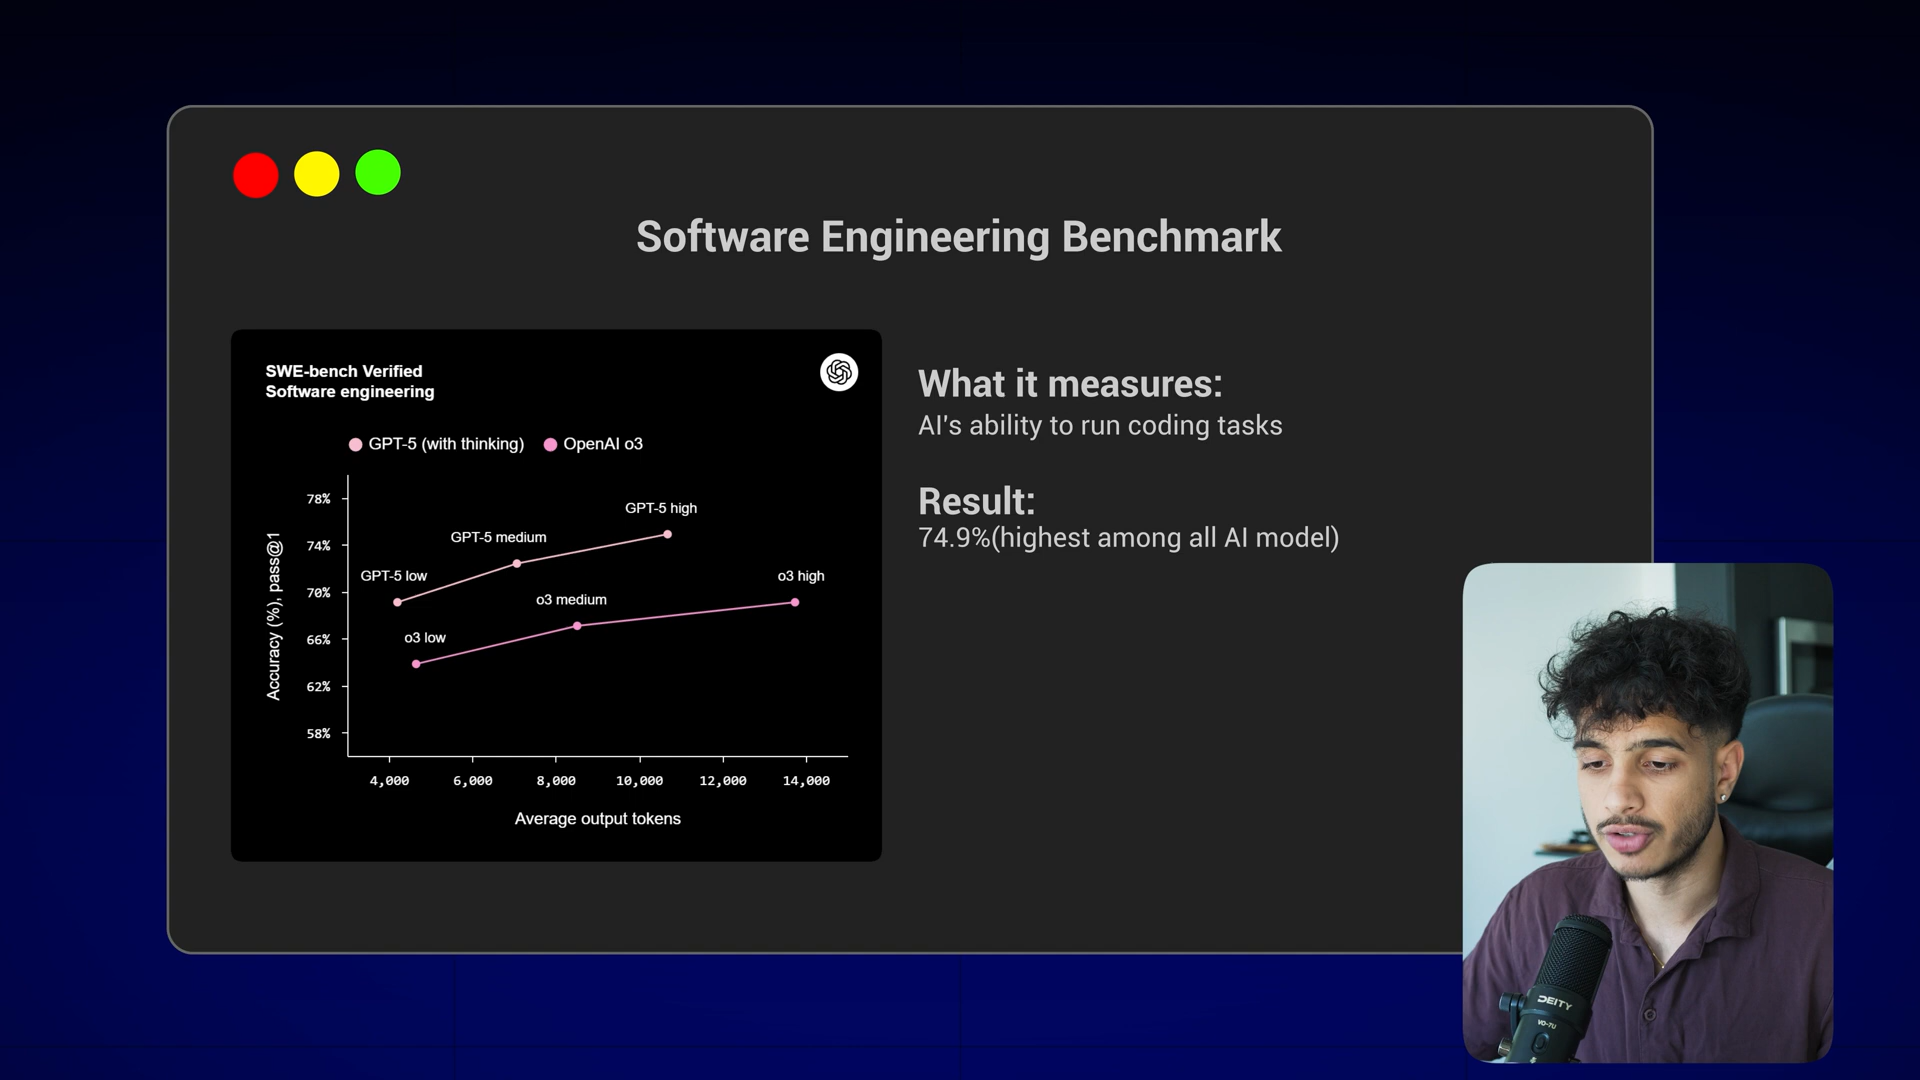 Software Engineering Benchmark
SWE-bench Verified
Software engineering
GPT-5 (with thinking) OpenAI o3
78%
74%
70%
66%
62%
58%
Accuracy (%), pass@1
GPT-5 high
GPT-5 medium
GPT-5 low
o3 high
o3 medium
o3 low
4,000 6,000 8,000 10,000 12,000 14,000
Average output tokens
What it measures:
AI's ability to run coding tasks
Result:
74.9%(highest among all AI model)
DEITY
VO-7U